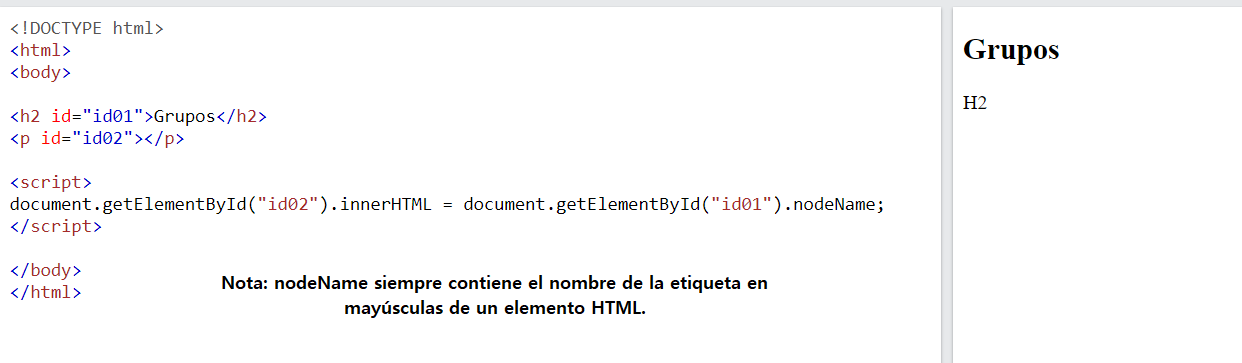 <!DOCTYPE html>
<html>
<body>
<h2 id="id01">Grupos</h2>
<p id="id02"></p>
<script>
document.getElementById("id02").innerHTML = document.getElementById("id01").nodeName;
</script>
</body>
</html>
Nota: nodeName siempre contiene el nombre de la etiqueta en
mayúsculas de un elemento HTML.
Grupos
H2